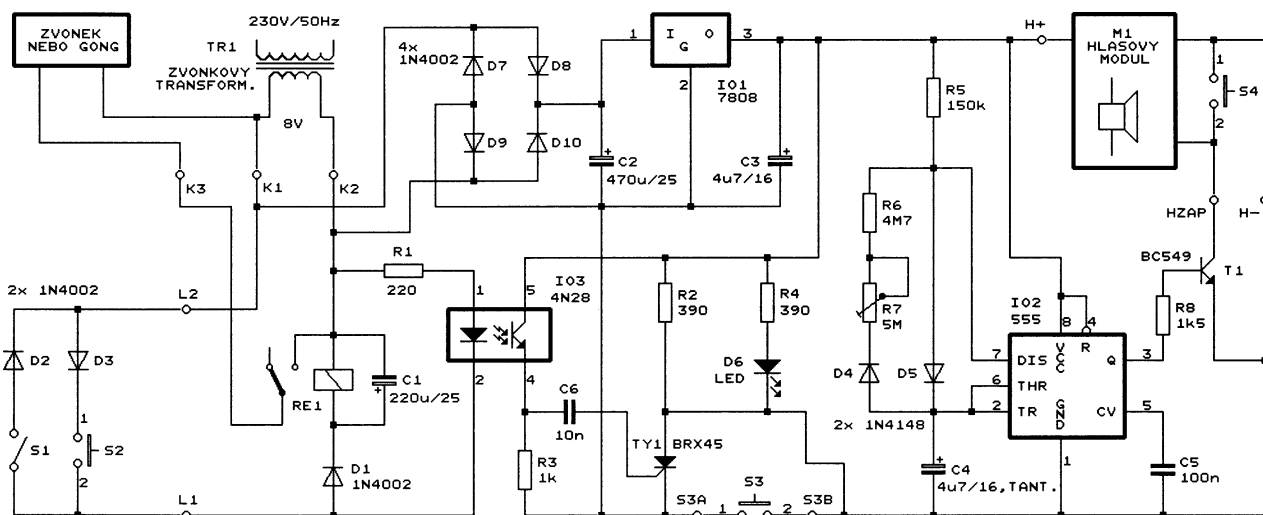 ZVONEK
NEBO GONG
230V/50Hz
TR1
ZVONKOVY
TRANSFORM.
8V
4x
1N4002
D7
D8
D9
D10
1
I
O
G
3
2
IO1
7808
C2
470u/25
C3
4u7/16
R5
150k
H+
M1
HLASOVY
MODUL
1
S4
2
K3
K1
K2
R6
4M7
HZAP
H-
R1
220
IO3
4N28
1
5
2
4
R2
390
R4
390
R7
5M
BC549
T1
IO2
555
8
4
R8
1k5
2x 1N4002
L2
D2
D3
RE1
C1
220u/25
D6
LED
D4
D5
7
DIS
VCC
R
Q
3
6
THR
2
TR
GND
CV
5
1
C6
10n
2x 1N4148
S1
1
S2
2
D1
1N4002
R3
1k
TY1
BRX45
C4
4u7/16,TANT.
C5
100n
L1
S3A
1
S3
2
S3B